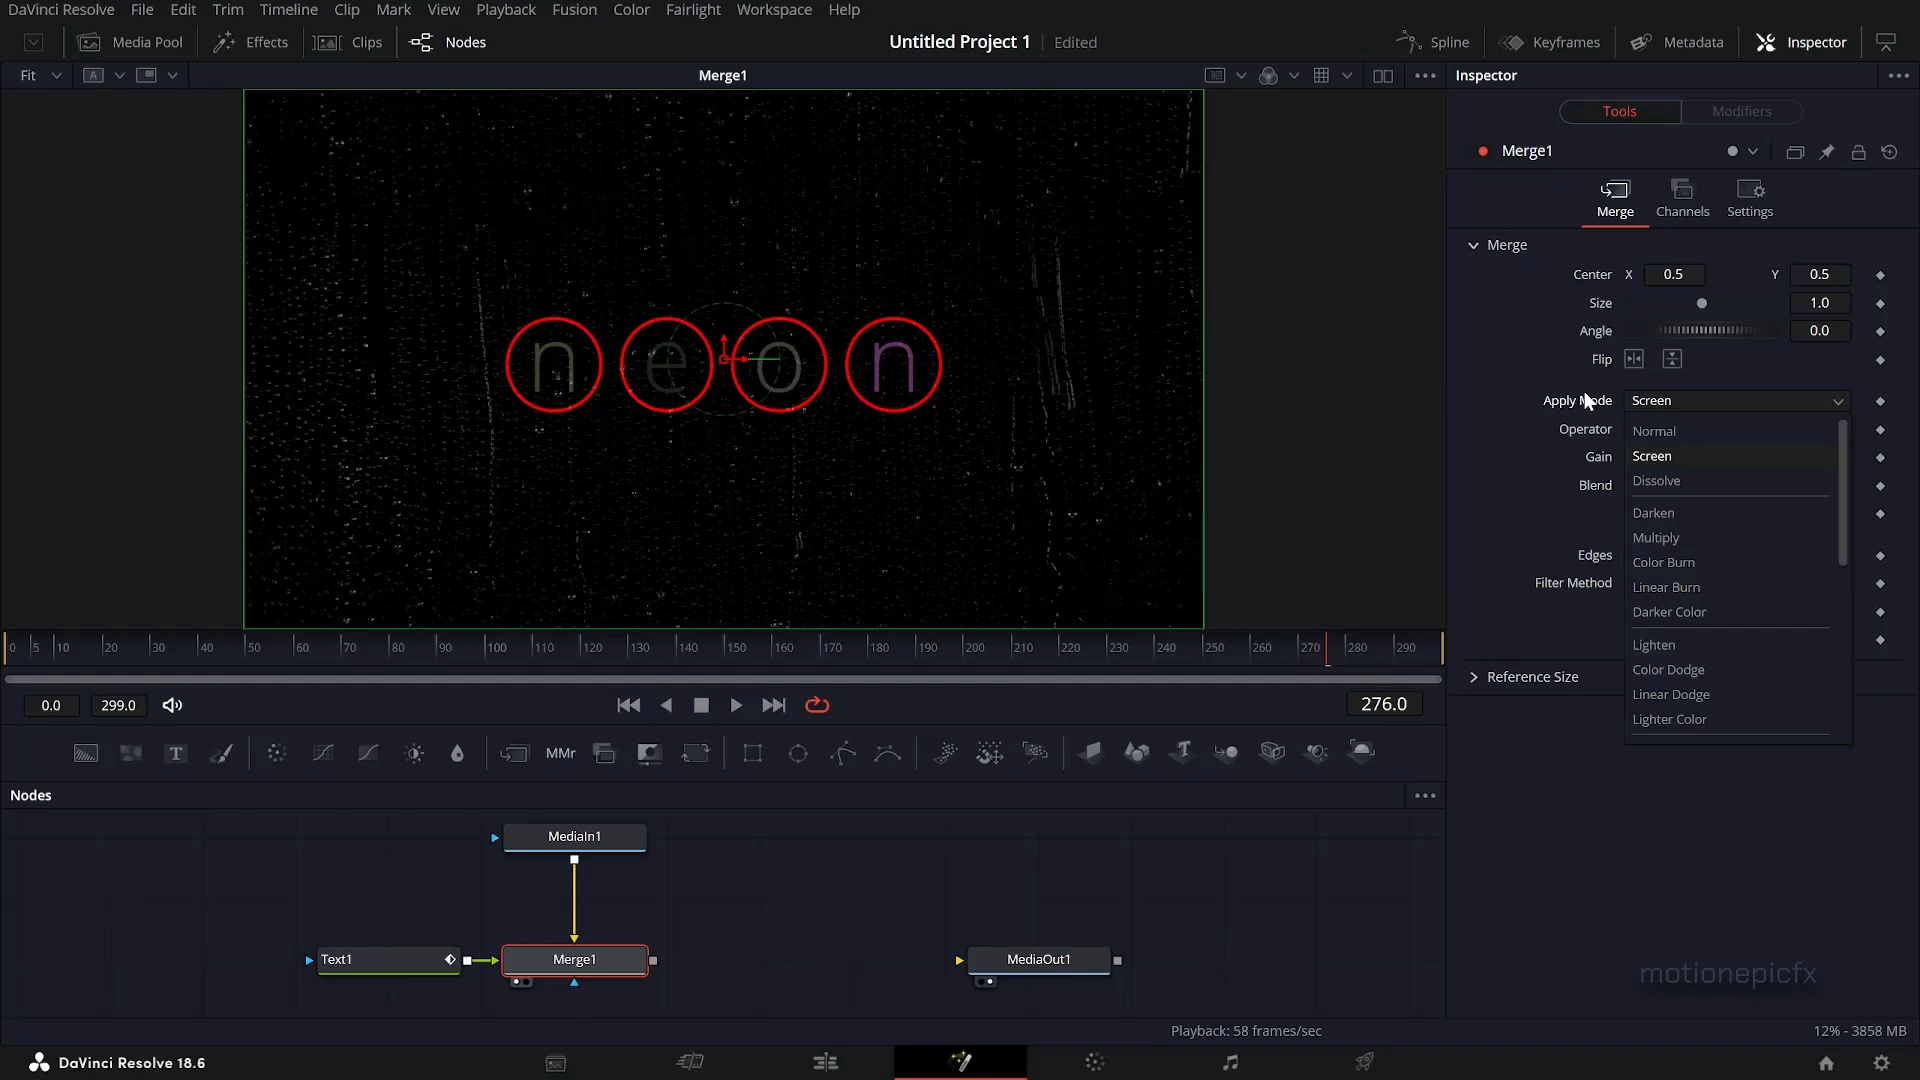 DaVinci Resolve File Edit Trim Timeline Clip Mark View Playback Fusion Color Fairlight Workspace Help
Media Pool Effects Clips Nodes Untitled Project 1 Edited Spline Keyframes Metadata Inspector
Fit A Merge1 Inspector
Tools Modifiers
Merge1
Merge Channels Settings
Merge
Center X 0.5 Y 0.5
Size 1.0
Angle 0.0
Flip
neon
Apply Mode Screen
Operator Normal
Gain Screen
Blend Dissolve
Darken
Multiply
Edges Color Burn
Filter Method Linear Burn
Darker Color
Lighten
Color Dodge
Linear Dodge
Lighter Color
Reference Size
0 5 10 20 30 40 50 60 70 80 90 100 110 120 130 140 150 160 170 180 190 200 210 220 230 240 250 260 270 280 290
0.0 299.0 276.0
T MMr
Nodes
MediaIn1
Text1 Merge1 MediaOut1
motionepicfx
Playback: 58 frames/sec 12% - 3858 MB
DaVinci Resolve 18.6